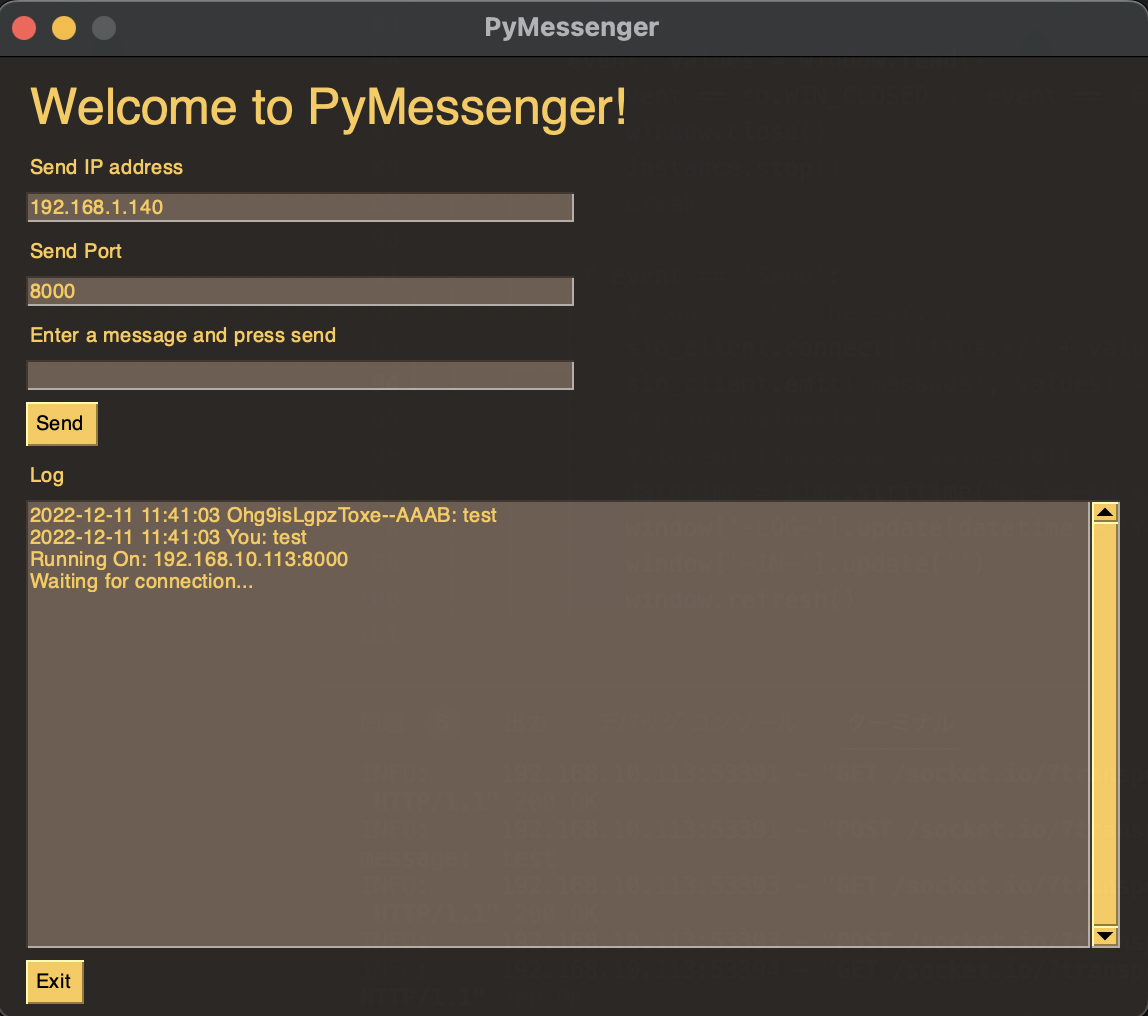 PyMessenger
Welcome to PyMessenger!
Send IP address
192.168.1.140
Send Port
8000
Enter a message and press send
Send
Log
2022-12-11 11:41:03 Ohg9isLgpzToxe--AAAB: test
2022-12-11 11:41:03 You: test
Running On: 192.168.10.113:8000
Waiting for connection...
Exit